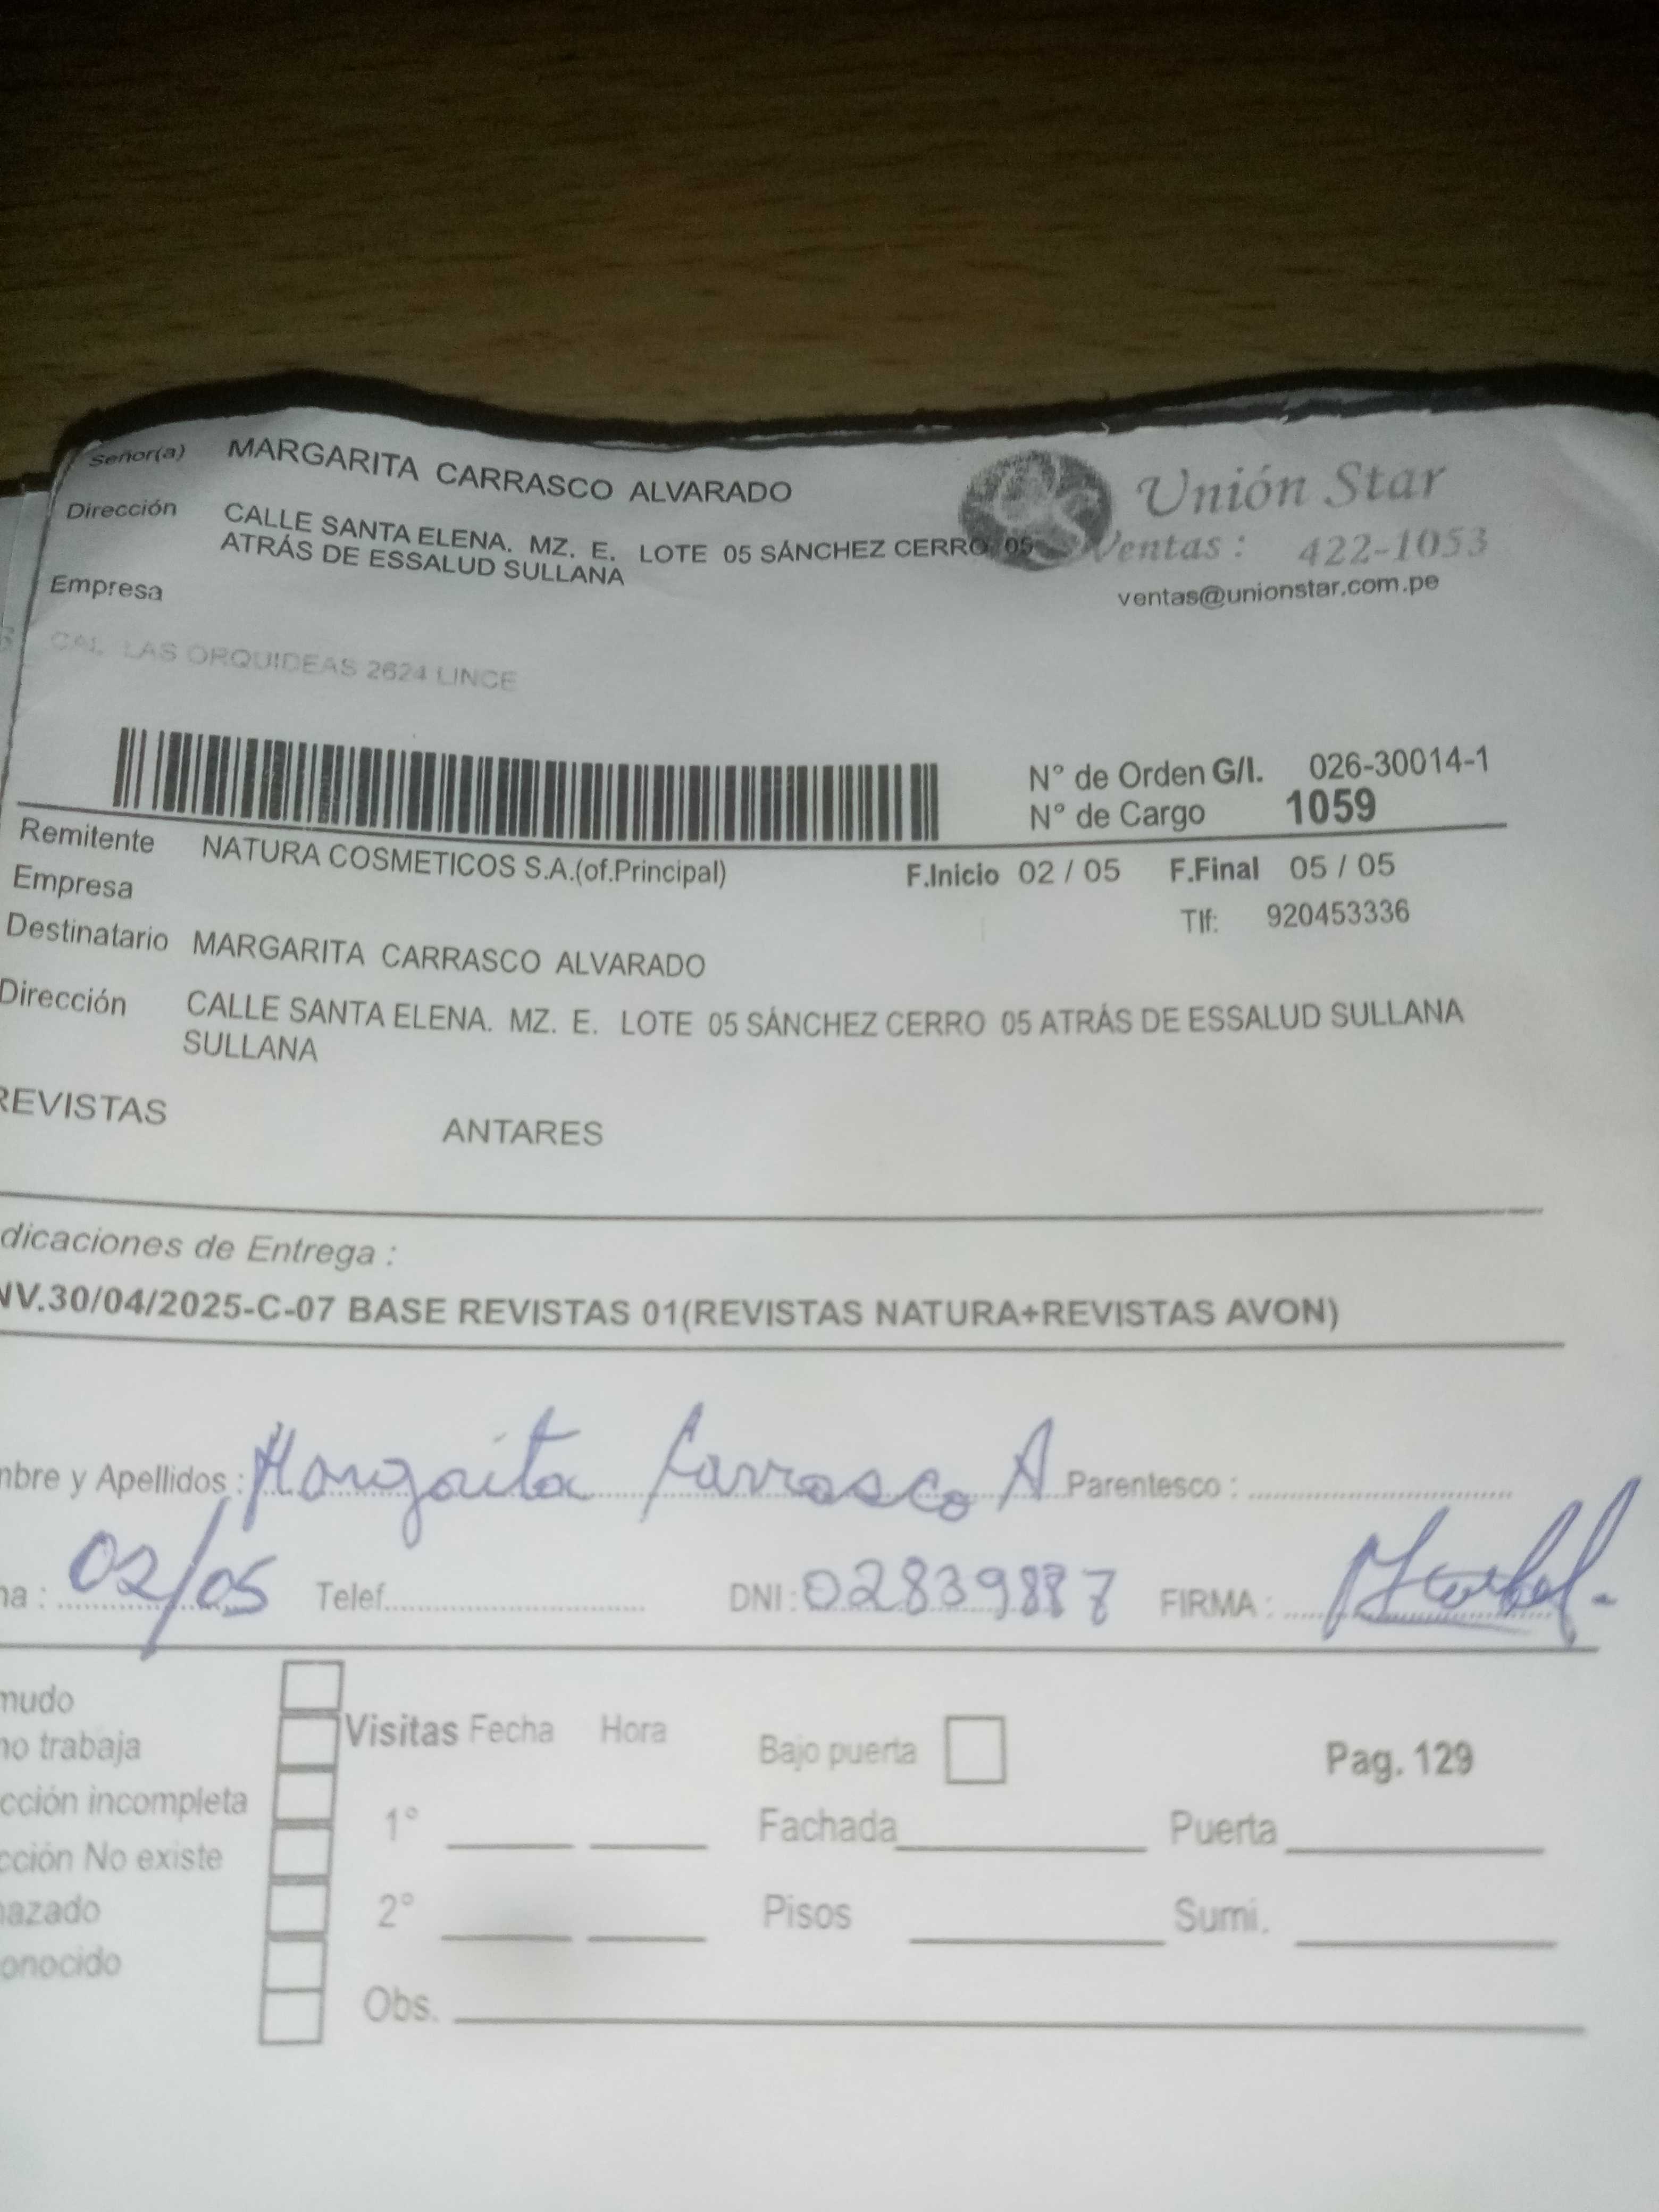 Señor(a) MARGARITA CARRASCO ALVARADO
Unión Star
Dirección CALLE SANTA ELENA. MZ. E. LOTE 05 SÁNCHEZ CERRO 05
ATRÁS DE ESSALUD SULLANA
Ventas : 422-1053
ventas@unionstar.com.pe
Empresa
CAL LAS ORQUIDEAS 2624 LINCE
N° de Orden G/I. 026-30014-1
N° de Cargo 1059
Remitente NATURA COSMETICOS S.A.(of.Principal) F.Inicio 02 / 05 F.Final 05 / 05
Empresa
Tlf: 920453336
Destinatario MARGARITA CARRASCO ALVARADO
Dirección CALLE SANTA ELENA. MZ. E. LOTE 05 SÁNCHEZ CERRO 05 ATRÁS DE ESSALUD SULLANA
SULLANA
REVISTAS ANTARES
dicaciones de Entrega :
NV.30/04/2025-C-07 BASE REVISTAS 01(REVISTAS NATURA+REVISTAS AVON)
mbre y Apellidos : Margarita Carrasco A Parentesco :
ha : 02/05 Telef. DNI : 02839887 FIRMA :
mudo
Visitas Fecha Hora Bajo puerta Pag. 129
no trabaja
cción incompleta
1° Fachada Puerta
cción No existe
hazado
2° Pisos Sumi.
onocido
Obs.